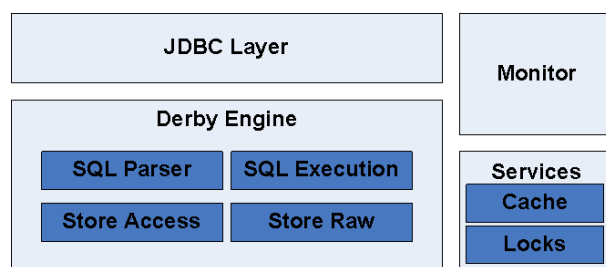 JDBC Layer
Monitor
Derby Engine
SQL Parser
SQL Execution
Store Access
Store Raw
Services
Cache
Locks